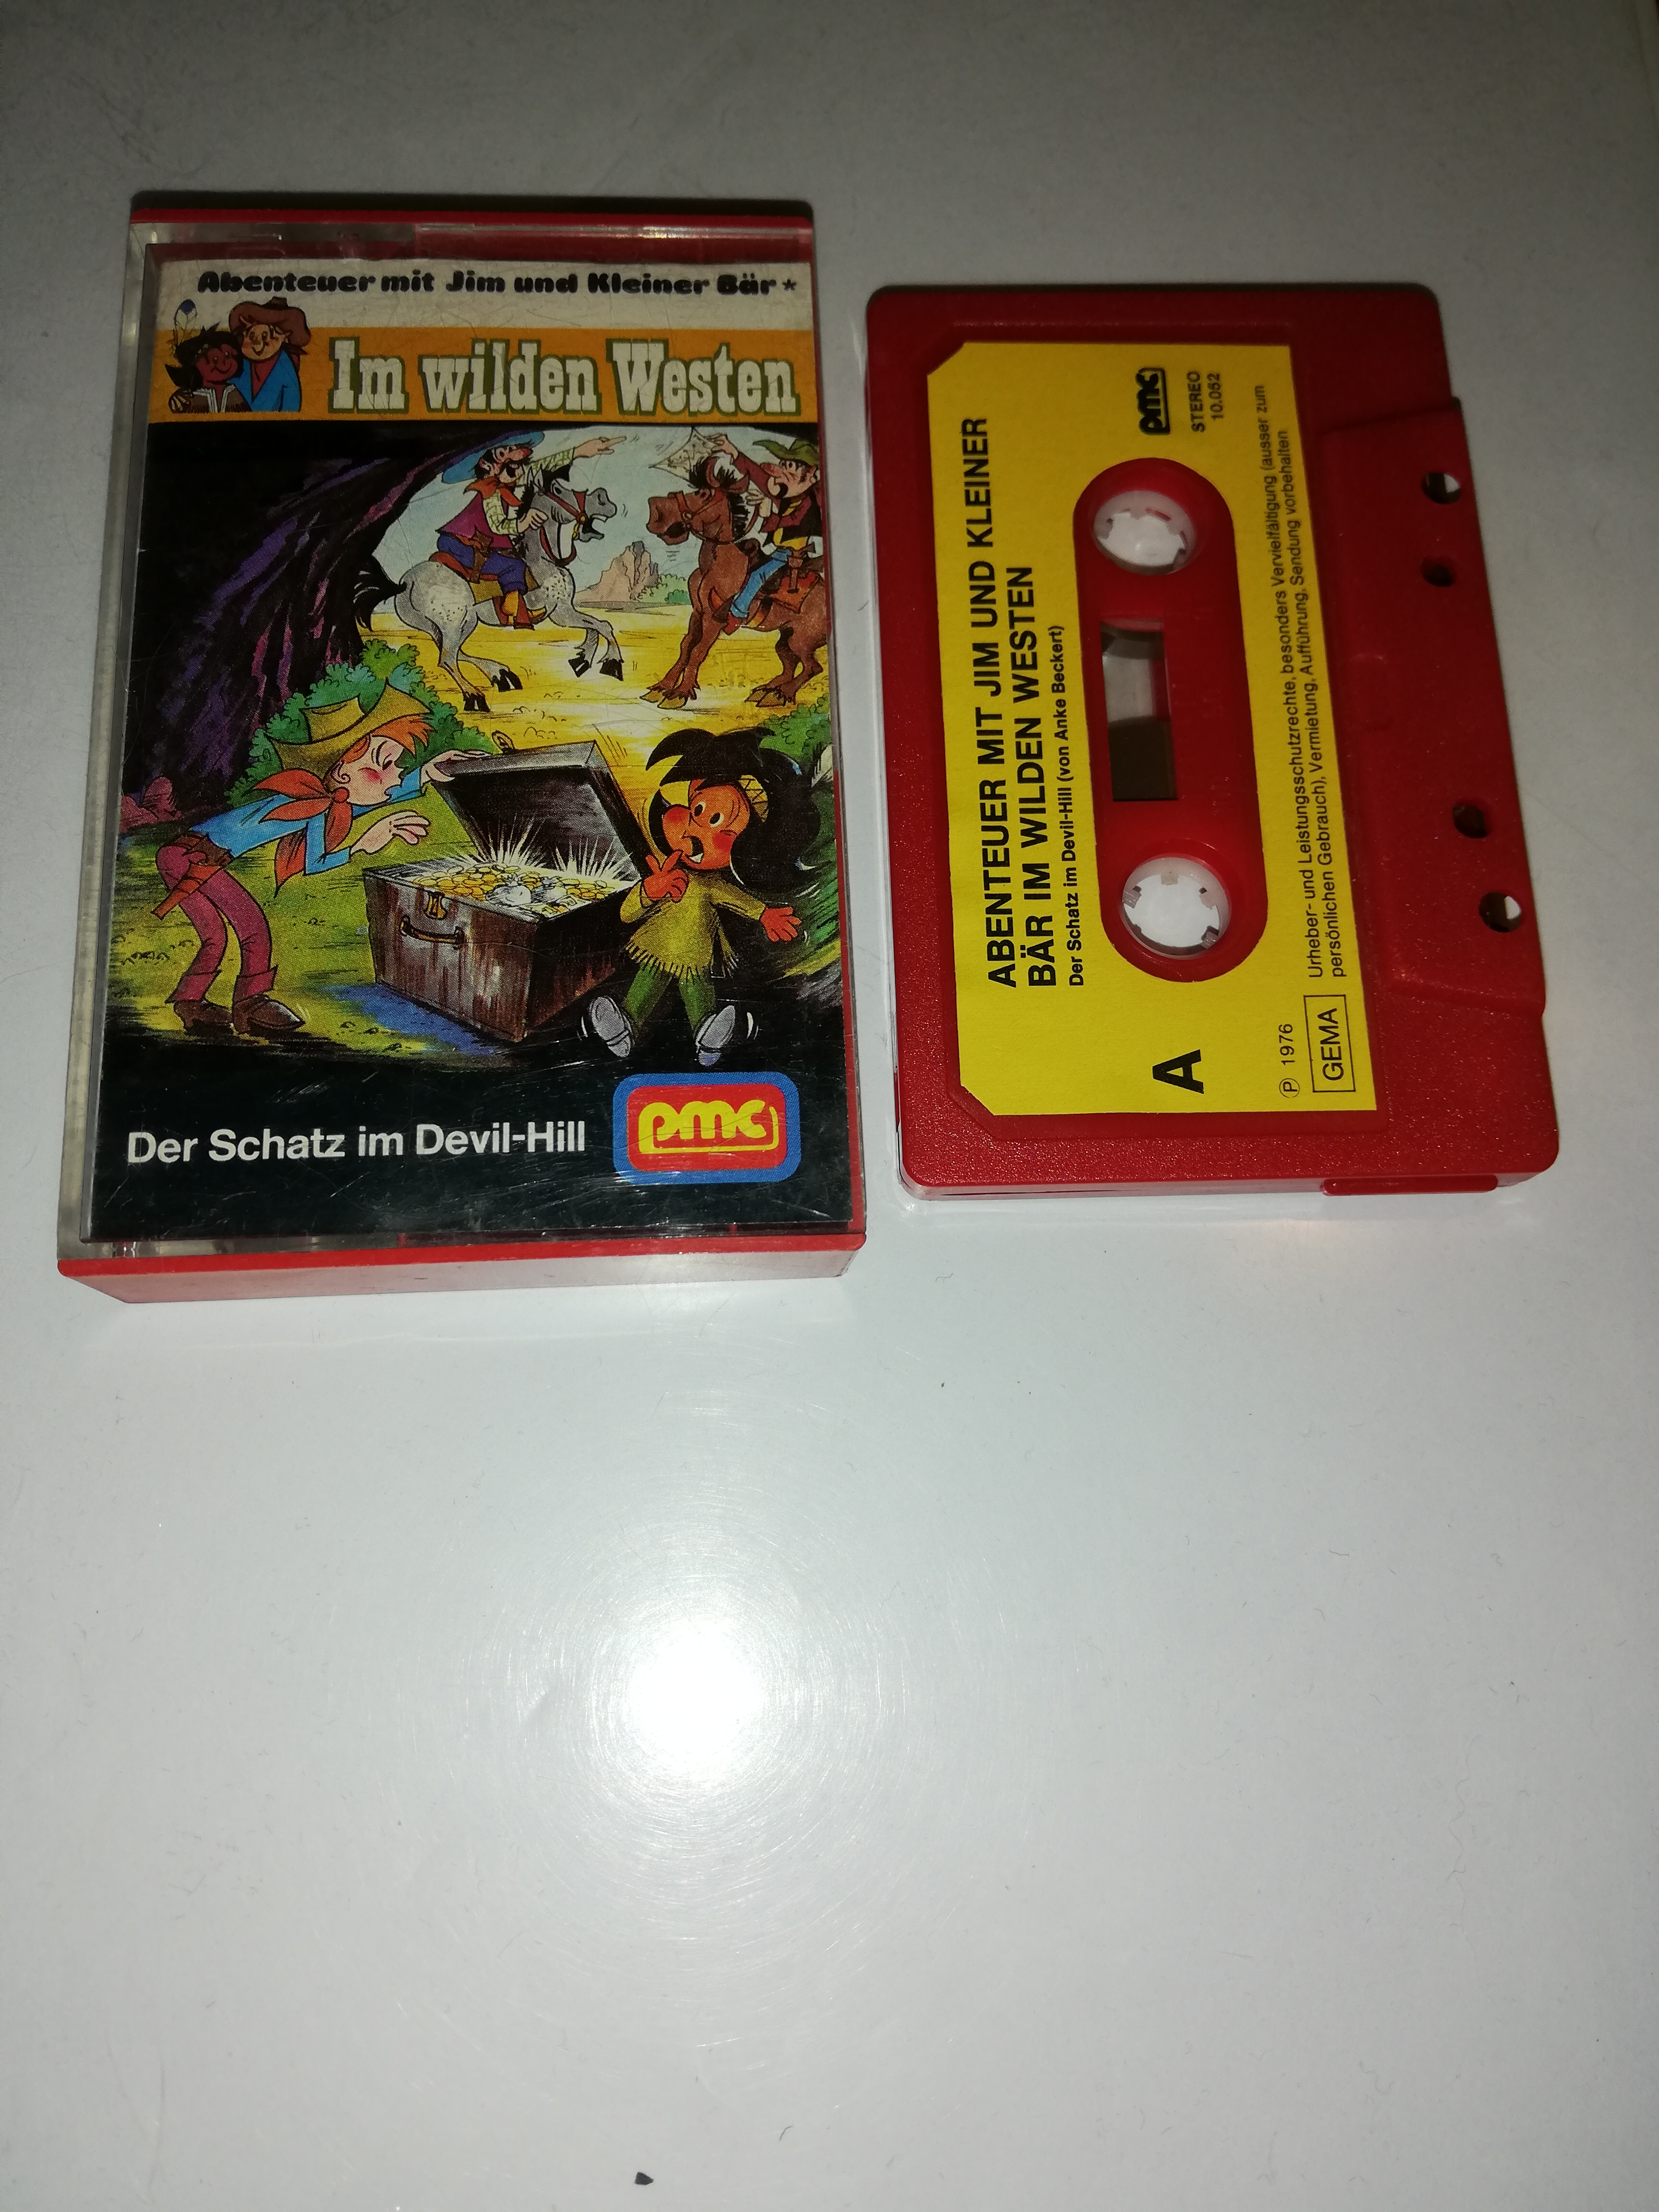 Abenteuer mit Jim und Kleiner Bär *
Im wilden Westen
Der Schatz im Devil-Hill
pmc
ABENTEUER MIT JIM UND KLEINER
BÄR IM WILDEN WESTEN
Der Schatz im Devil-Hill (von Anke Beckert)
A
pmc
STEREO
10.052
℗ 1976
GEMA
Urheber- und Leistungsschutzrechte, besonders Vervielfältigung (ausser zum
persönlichen Gebrauch), Vermietung, Aufführung, Sendung vorbehalten